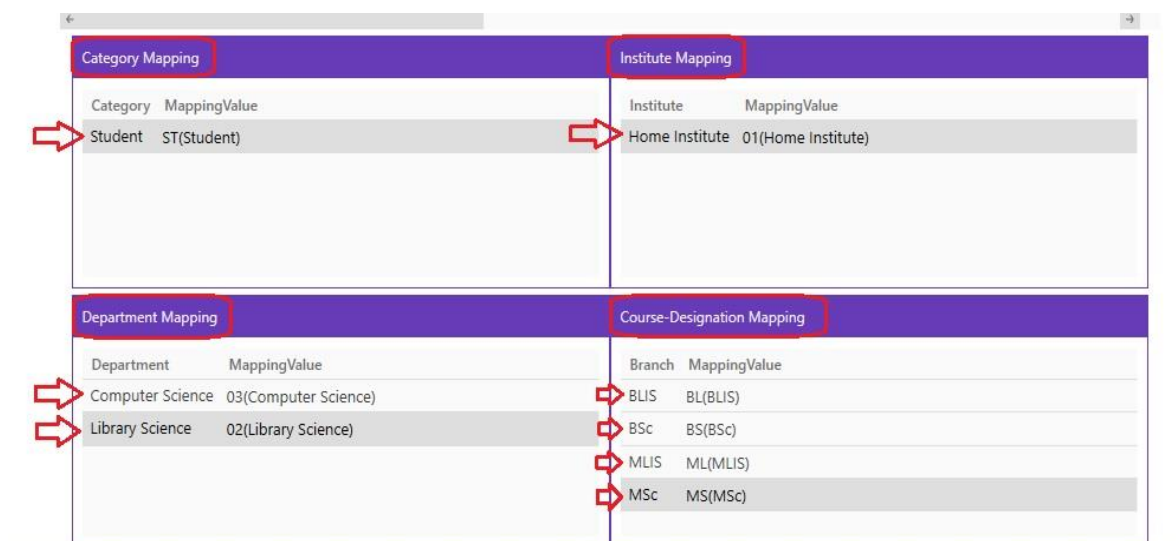 Category Mapping
Category MappingValue
Student ST(Student)
Institute Mapping
Institute MappingValue
Home Institute 01(Home Institute)
Department Mapping
Department MappingValue
Computer Science 03(Computer Science)
Library Science 02(Library Science)
Course-Designation Mapping
Branch MappingValue
BLIS BL(BLIS)
BSc BS(BSc)
MLIS ML(MLIS)
MSc MS(MSc)